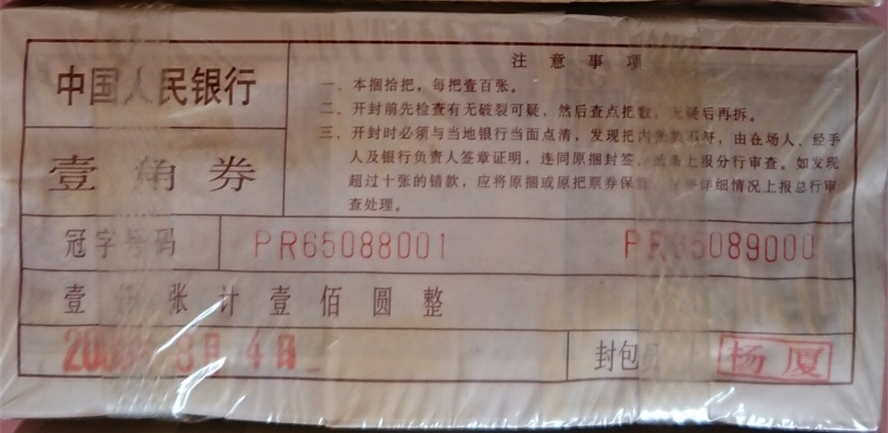 中国人民银行
壹角券
注意事项
一、本捆拾把,每把壹百张。
二、开封前先检查有无破裂可疑,然后查点把数,无疑后再拆。
三、开封时必须与当地银行当面点清,发现把内张数不符,由在场人、经手
人及银行负责人签章证明,连同原捆封签、上报分行审查。如发现
超过十张的错款,应将原捆或原把票券保管、详细情况上报总行审
查处理。
冠字号码 PR65088001 PR65089000
壹 张计壹佰圆整
8月4日
封包员 杨厦